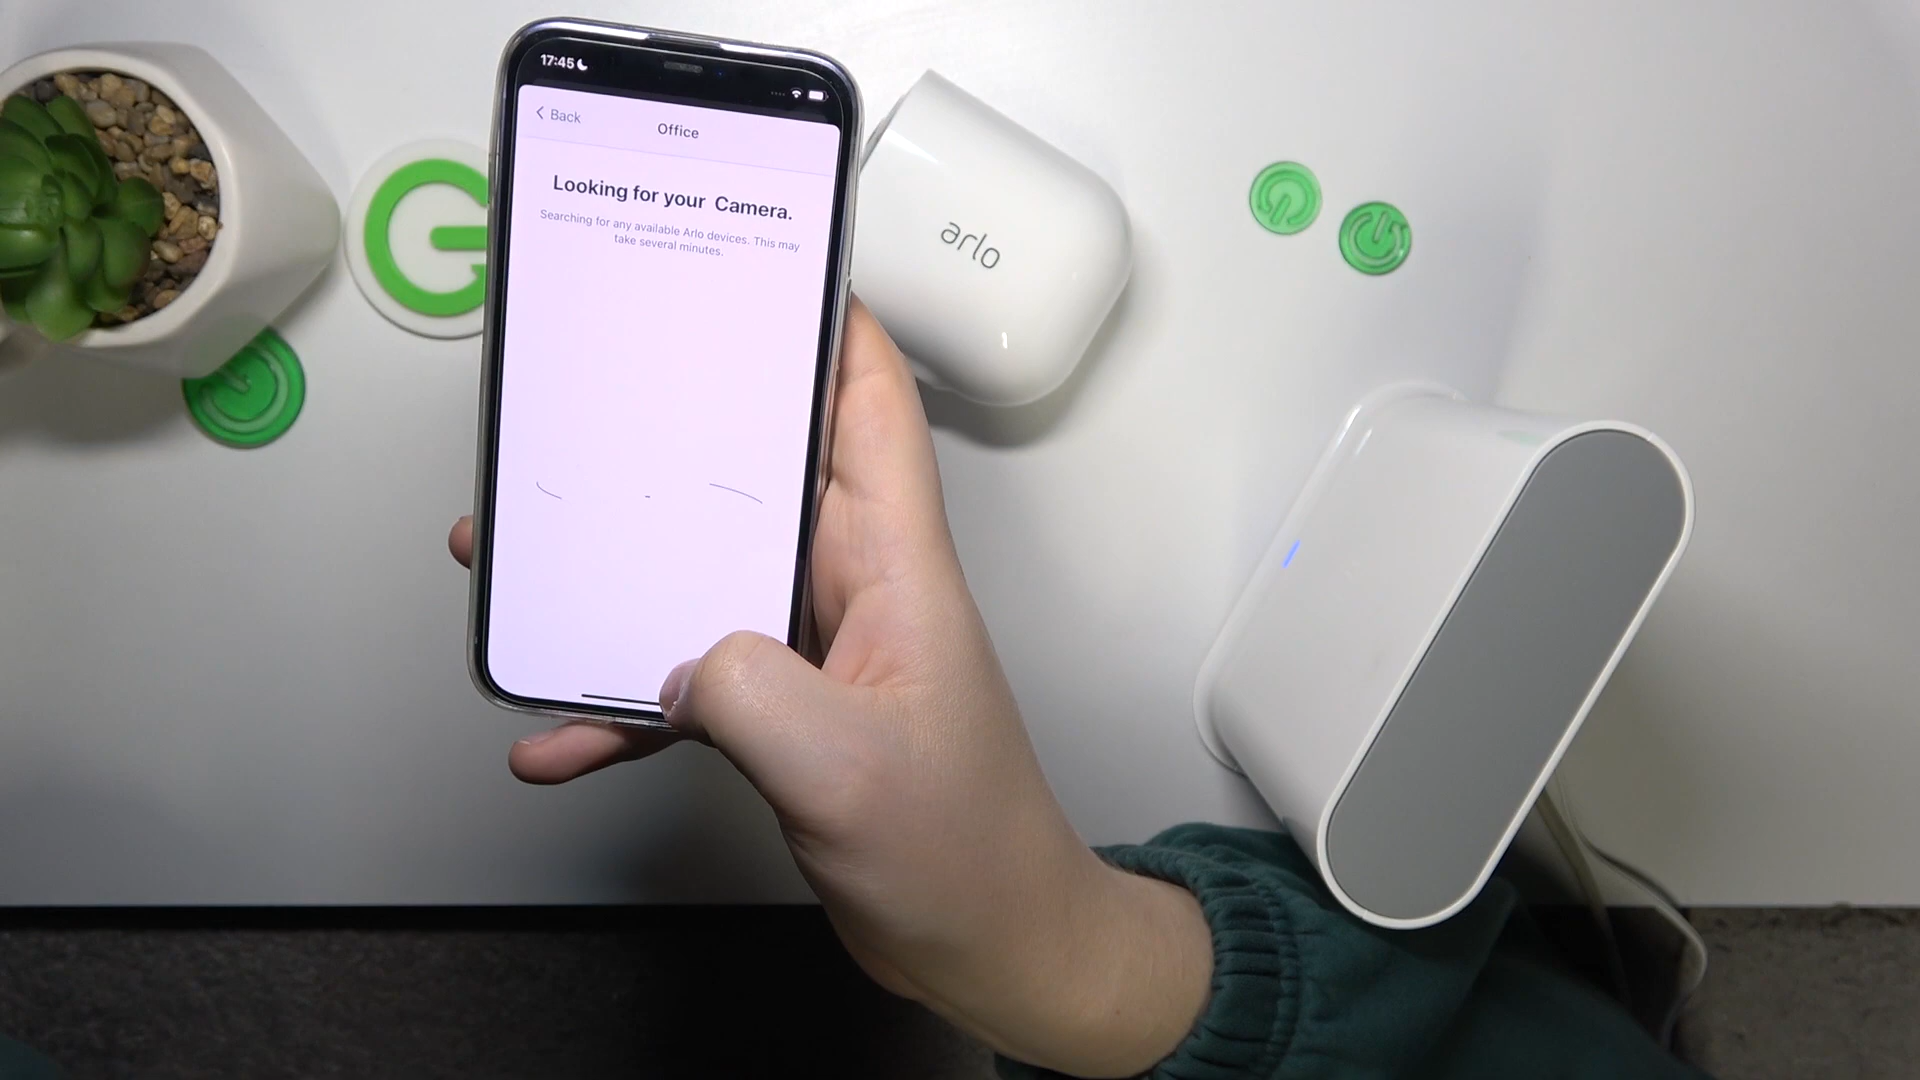 17:45
Back
Office
Looking for your Camera.
Searching for any available Arlo devices. This may
take several minutes.
arlo